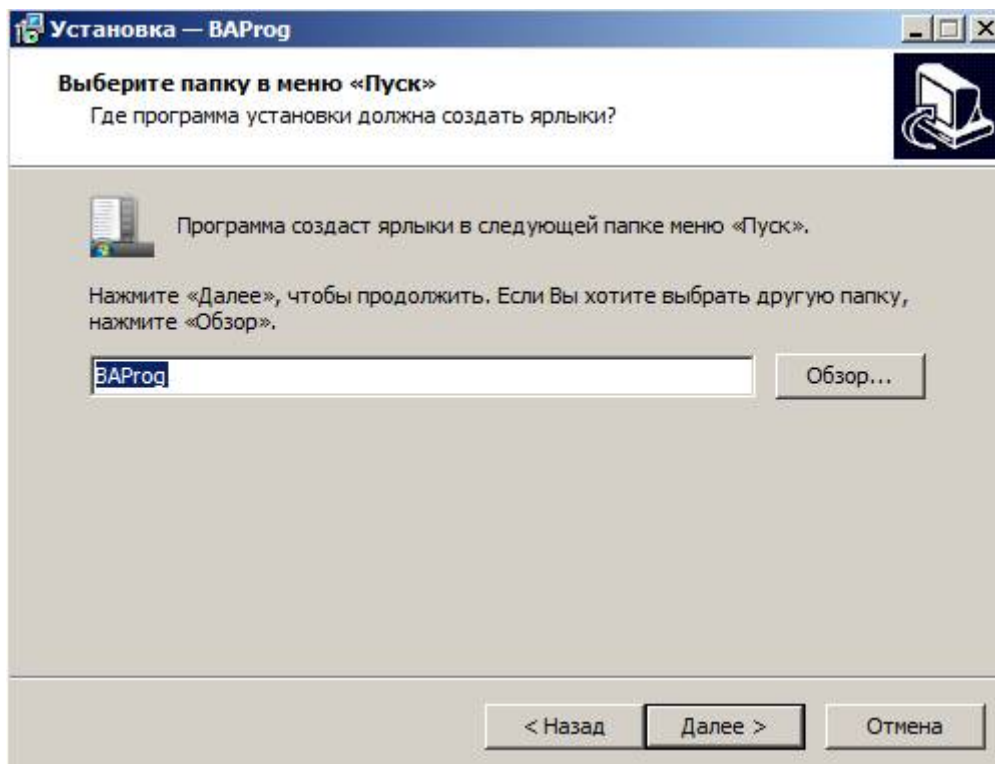 Установка — BAProg
Выберите папку в меню «Пуск»
Где программа установки должна создать ярлыки?
Программа создаст ярлыки в следующей папке меню «Пуск».
Нажмите «Далее», чтобы продолжить. Если Вы хотите выбрать другую папку,
нажмите «Обзор».
BAProg
Обзор...
< Назад
Далее >
Отмена